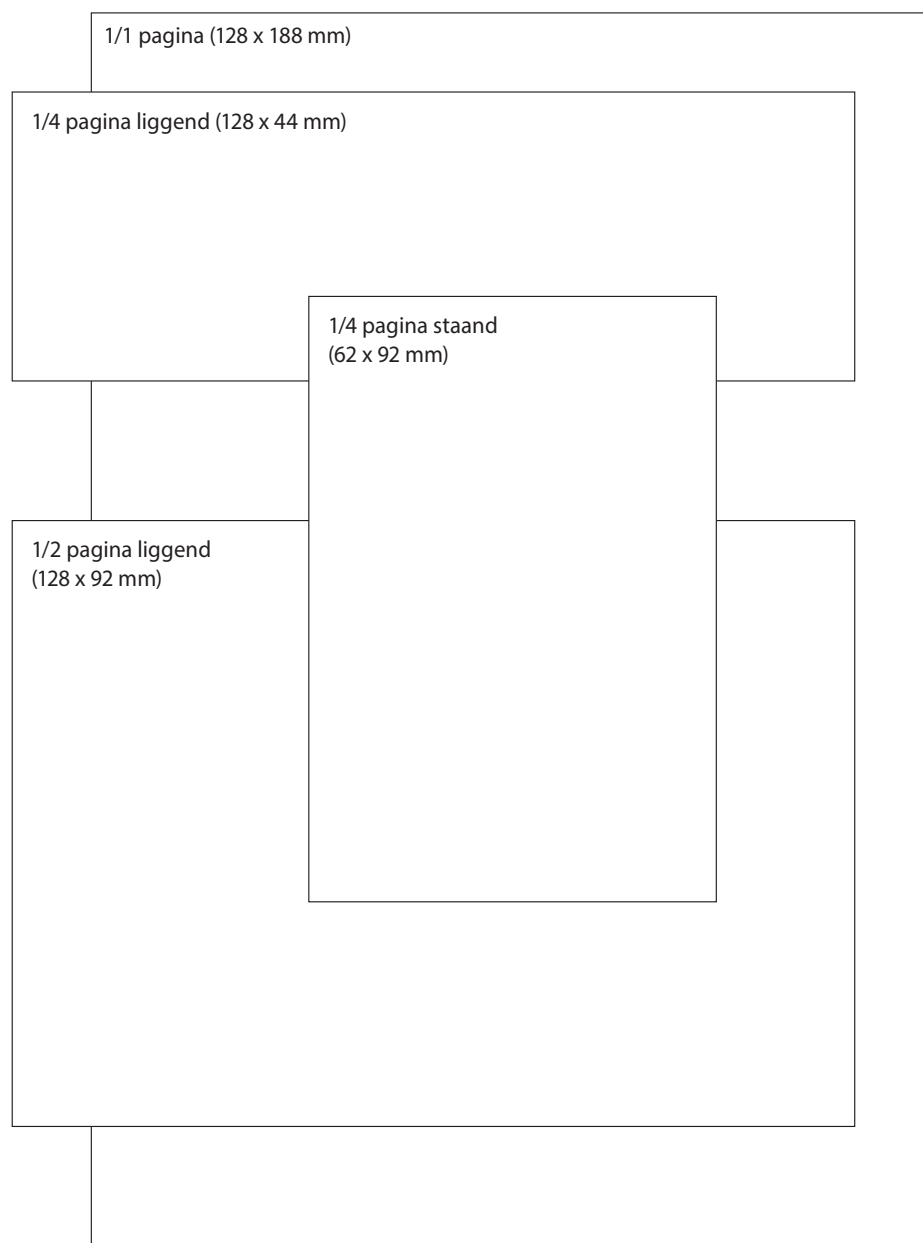 1/1 pagina (128 x 188 mm)
1/4 pagina liggend (128 x 44 mm)
1/4 pagina staand
(62 x 92 mm)
1/2 pagina liggend
(128 x 92 mm)